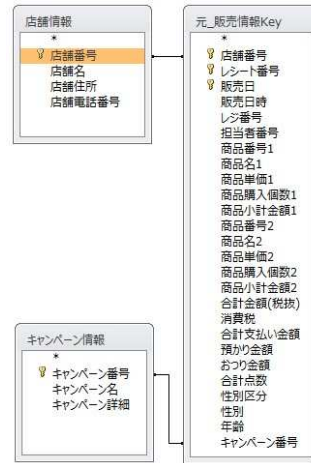 店舗情報
*
店舗番号
店舗名
店舗住所
店舗電話番号
元_販売情報Key
*
店舗番号
レシート番号
販売日
販売日時
レジ番号
担当者番号
商品番号1
商品名1
商品単価1
商品購入個数1
商品小計金額1
商品番号2
商品名2
商品単価2
商品購入個数2
商品小計金額2
合計金額(税抜)
消費税
合計支払い金額
預かり金額
おつり金額
合計点数
性別区分
性別
年齢
キャンペーン番号
キャンペーン情報
*
キャンペーン番号
キャンペーン名
キャンペーン詳細